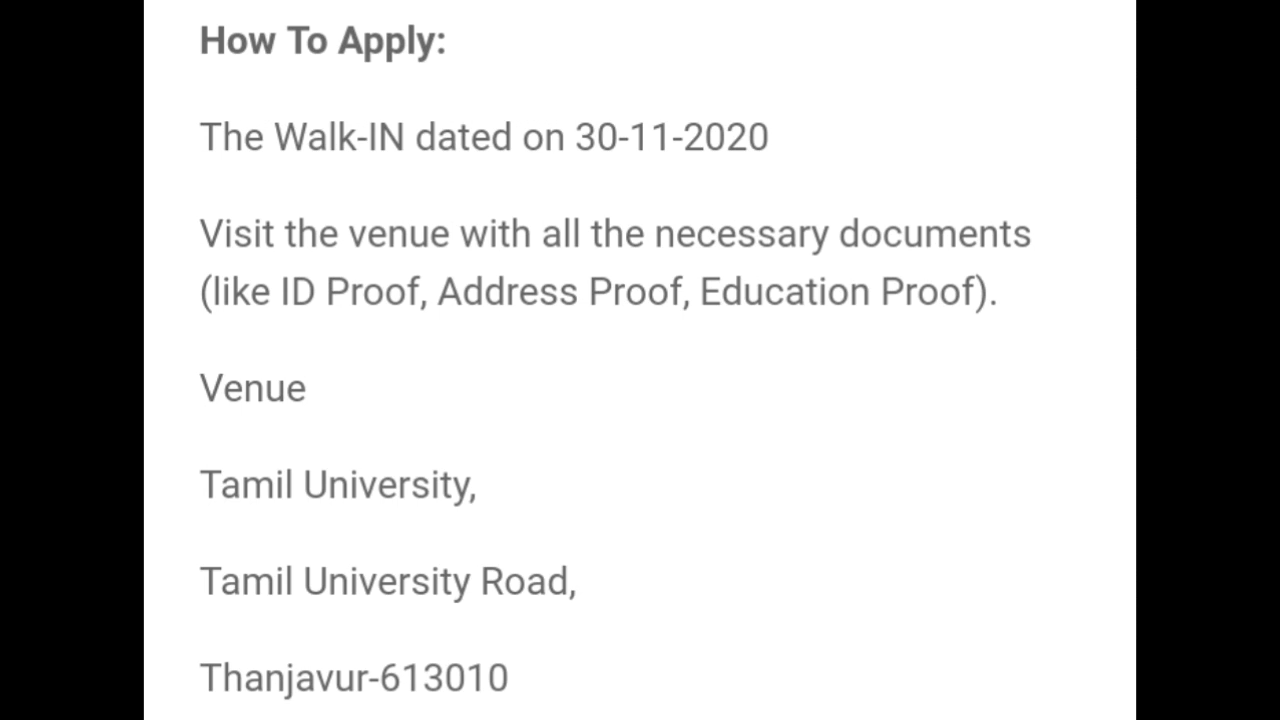 How To Apply:
The Walk-IN dated on 30-11-2020
Visit the venue with all the necessary documents
(like ID Proof, Address Proof, Education Proof).
Venue
Tamil University,
Tamil University Road,
Thanjavur-613010